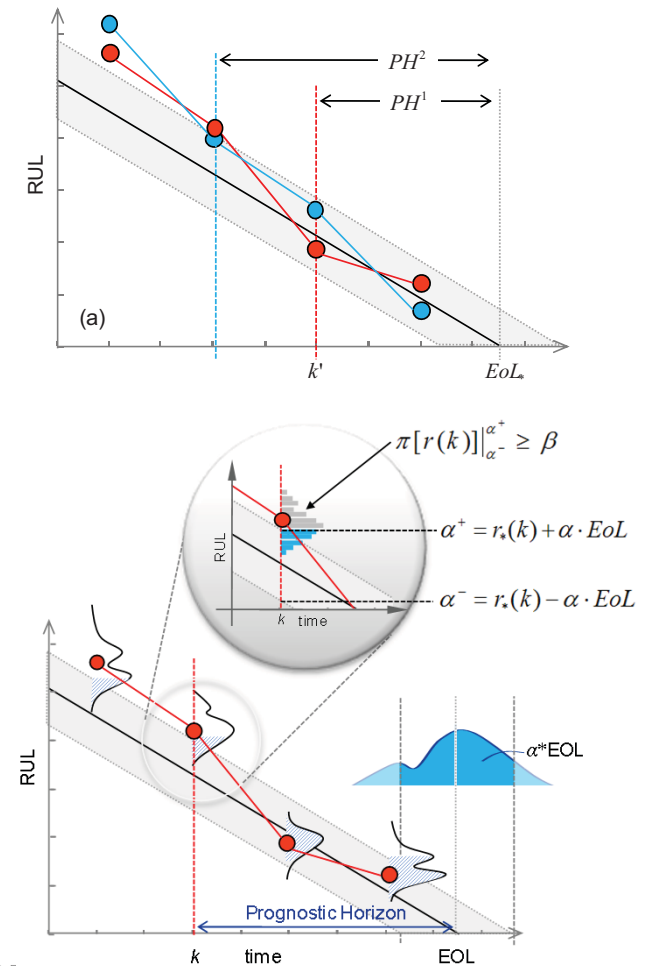 PH²
PH¹
RUL
(a)
k'
EoL*
π[r(k)]|α⁺α⁻ ≥ β
α⁺ = r*(k) + α · EoL
RUL
α⁻ = r*(k) − α · EoL
k time
α*EOL
RUL
Prognostic Horizon
k time EOL